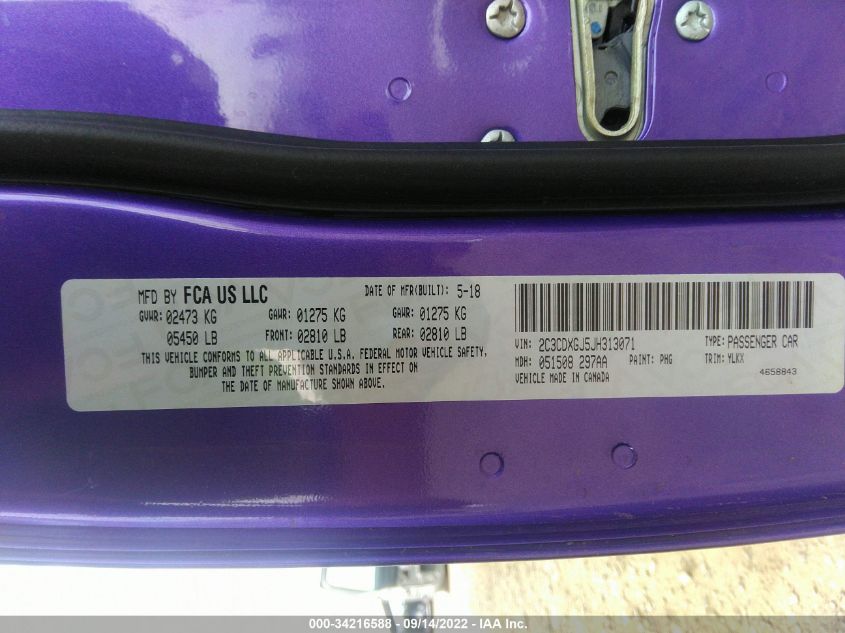 MFD BY FCA US LLC
DATE OF MFR(BUILT): 5-18
GVWR: 02473 KG
GAWR: 01275 KG
GAWR: 01275 KG
05450 LB
FRONT: 02810 LB
REAR: 02810 LB
THIS VEHICLE CONFORMS TO ALL APPLICABLE U.S.A. FEDERAL MOTOR VEHICLE SAFETY,
BUMPER AND THEFT PREVENTION STANDARDS IN EFFECT ON
THE DATE OF MANUFACTURE SHOWN ABOVE.
VIN: 2C3CDXGJ5JH313071
TYPE: PASSENGER CAR
MDH: 051508 297AA
PAINT: PHG
TRIM: YLKX
VEHICLE MADE IN CANADA
4658843
000-34216588 - 09/14/2022 - IAA Inc.